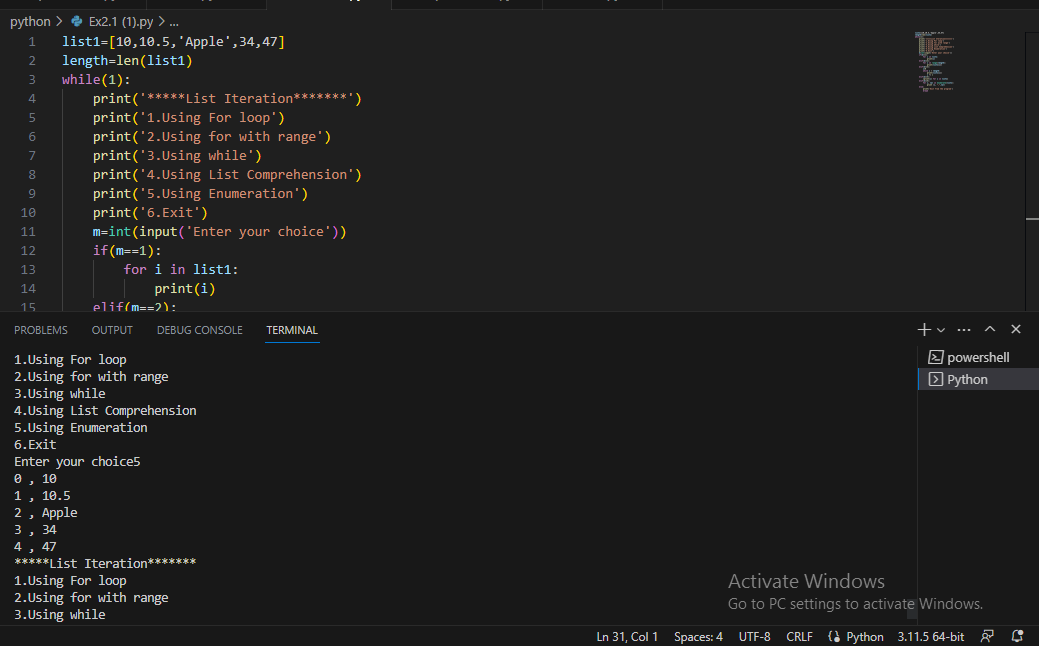 python > Ex2.1 (1).py > ...
1 list1=[10,10.5,'Apple',34,47]
2 length=len(list1)
3 while(1):
4 print('*****List Iteration*******')
5 print('1.Using For loop')
6 print('2.Using for with range')
7 print('3.Using while')
8 print('4.Using List Comprehension')
9 print('5.Using Enumeration')
10 print('6.Exit')
11 m=int(input('Enter your choice'))
12 if(m==1):
13 for i in list1:
14 print(i)
15 elif(m==2):
PROBLEMS OUTPUT DEBUG CONSOLE TERMINAL
powershell
Python
1.Using For loop
2.Using for with range
3.Using while
4.Using List Comprehension
5.Using Enumeration
6.Exit
Enter your choice5
0 , 10
1 , 10.5
2 , Apple
3 , 34
4 , 47
*****List Iteration*******
1.Using For loop
2.Using for with range
3.Using while
Activate Windows
Go to PC settings to activate Windows.
Ln 31, Col 1 Spaces: 4 UTF-8 CRLF Python 3.11.5 64-bit